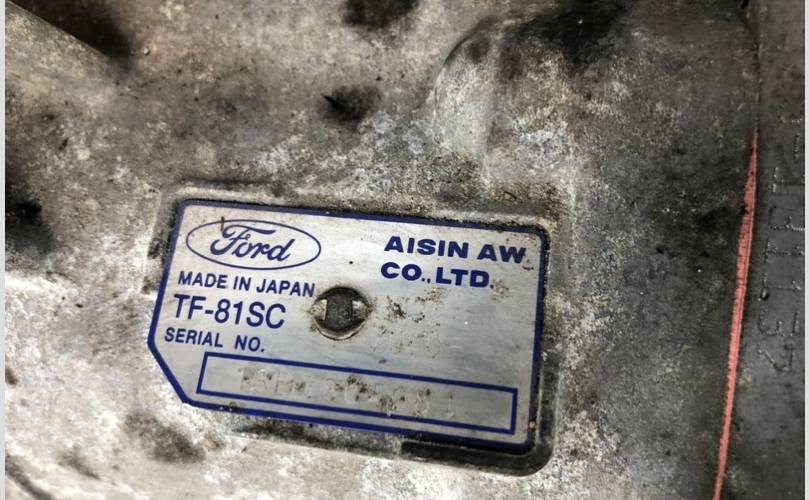 Ford
AISIN AW
CO.,LTD.
MADE IN JAPAN
TF-81SC
SERIAL NO.